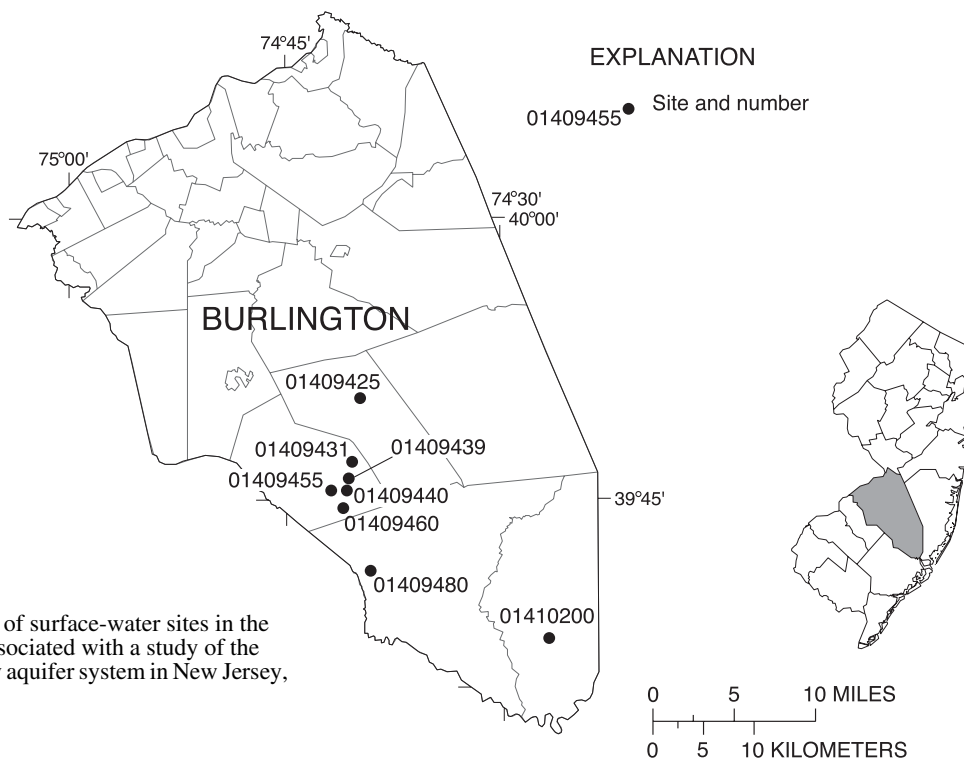 74°45'
EXPLANATION
01409455
Site and number
75°00'
74°30'
40°00'
BURLINGTON
01409425
01409431
01409439
01409455
01409440
39°45'
01409460
01409480
01410200
of surface-water sites in the
sociated with a study of the
aquifer system in New Jersey,
0 5 10 MILES
0 5 10 KILOMETERS